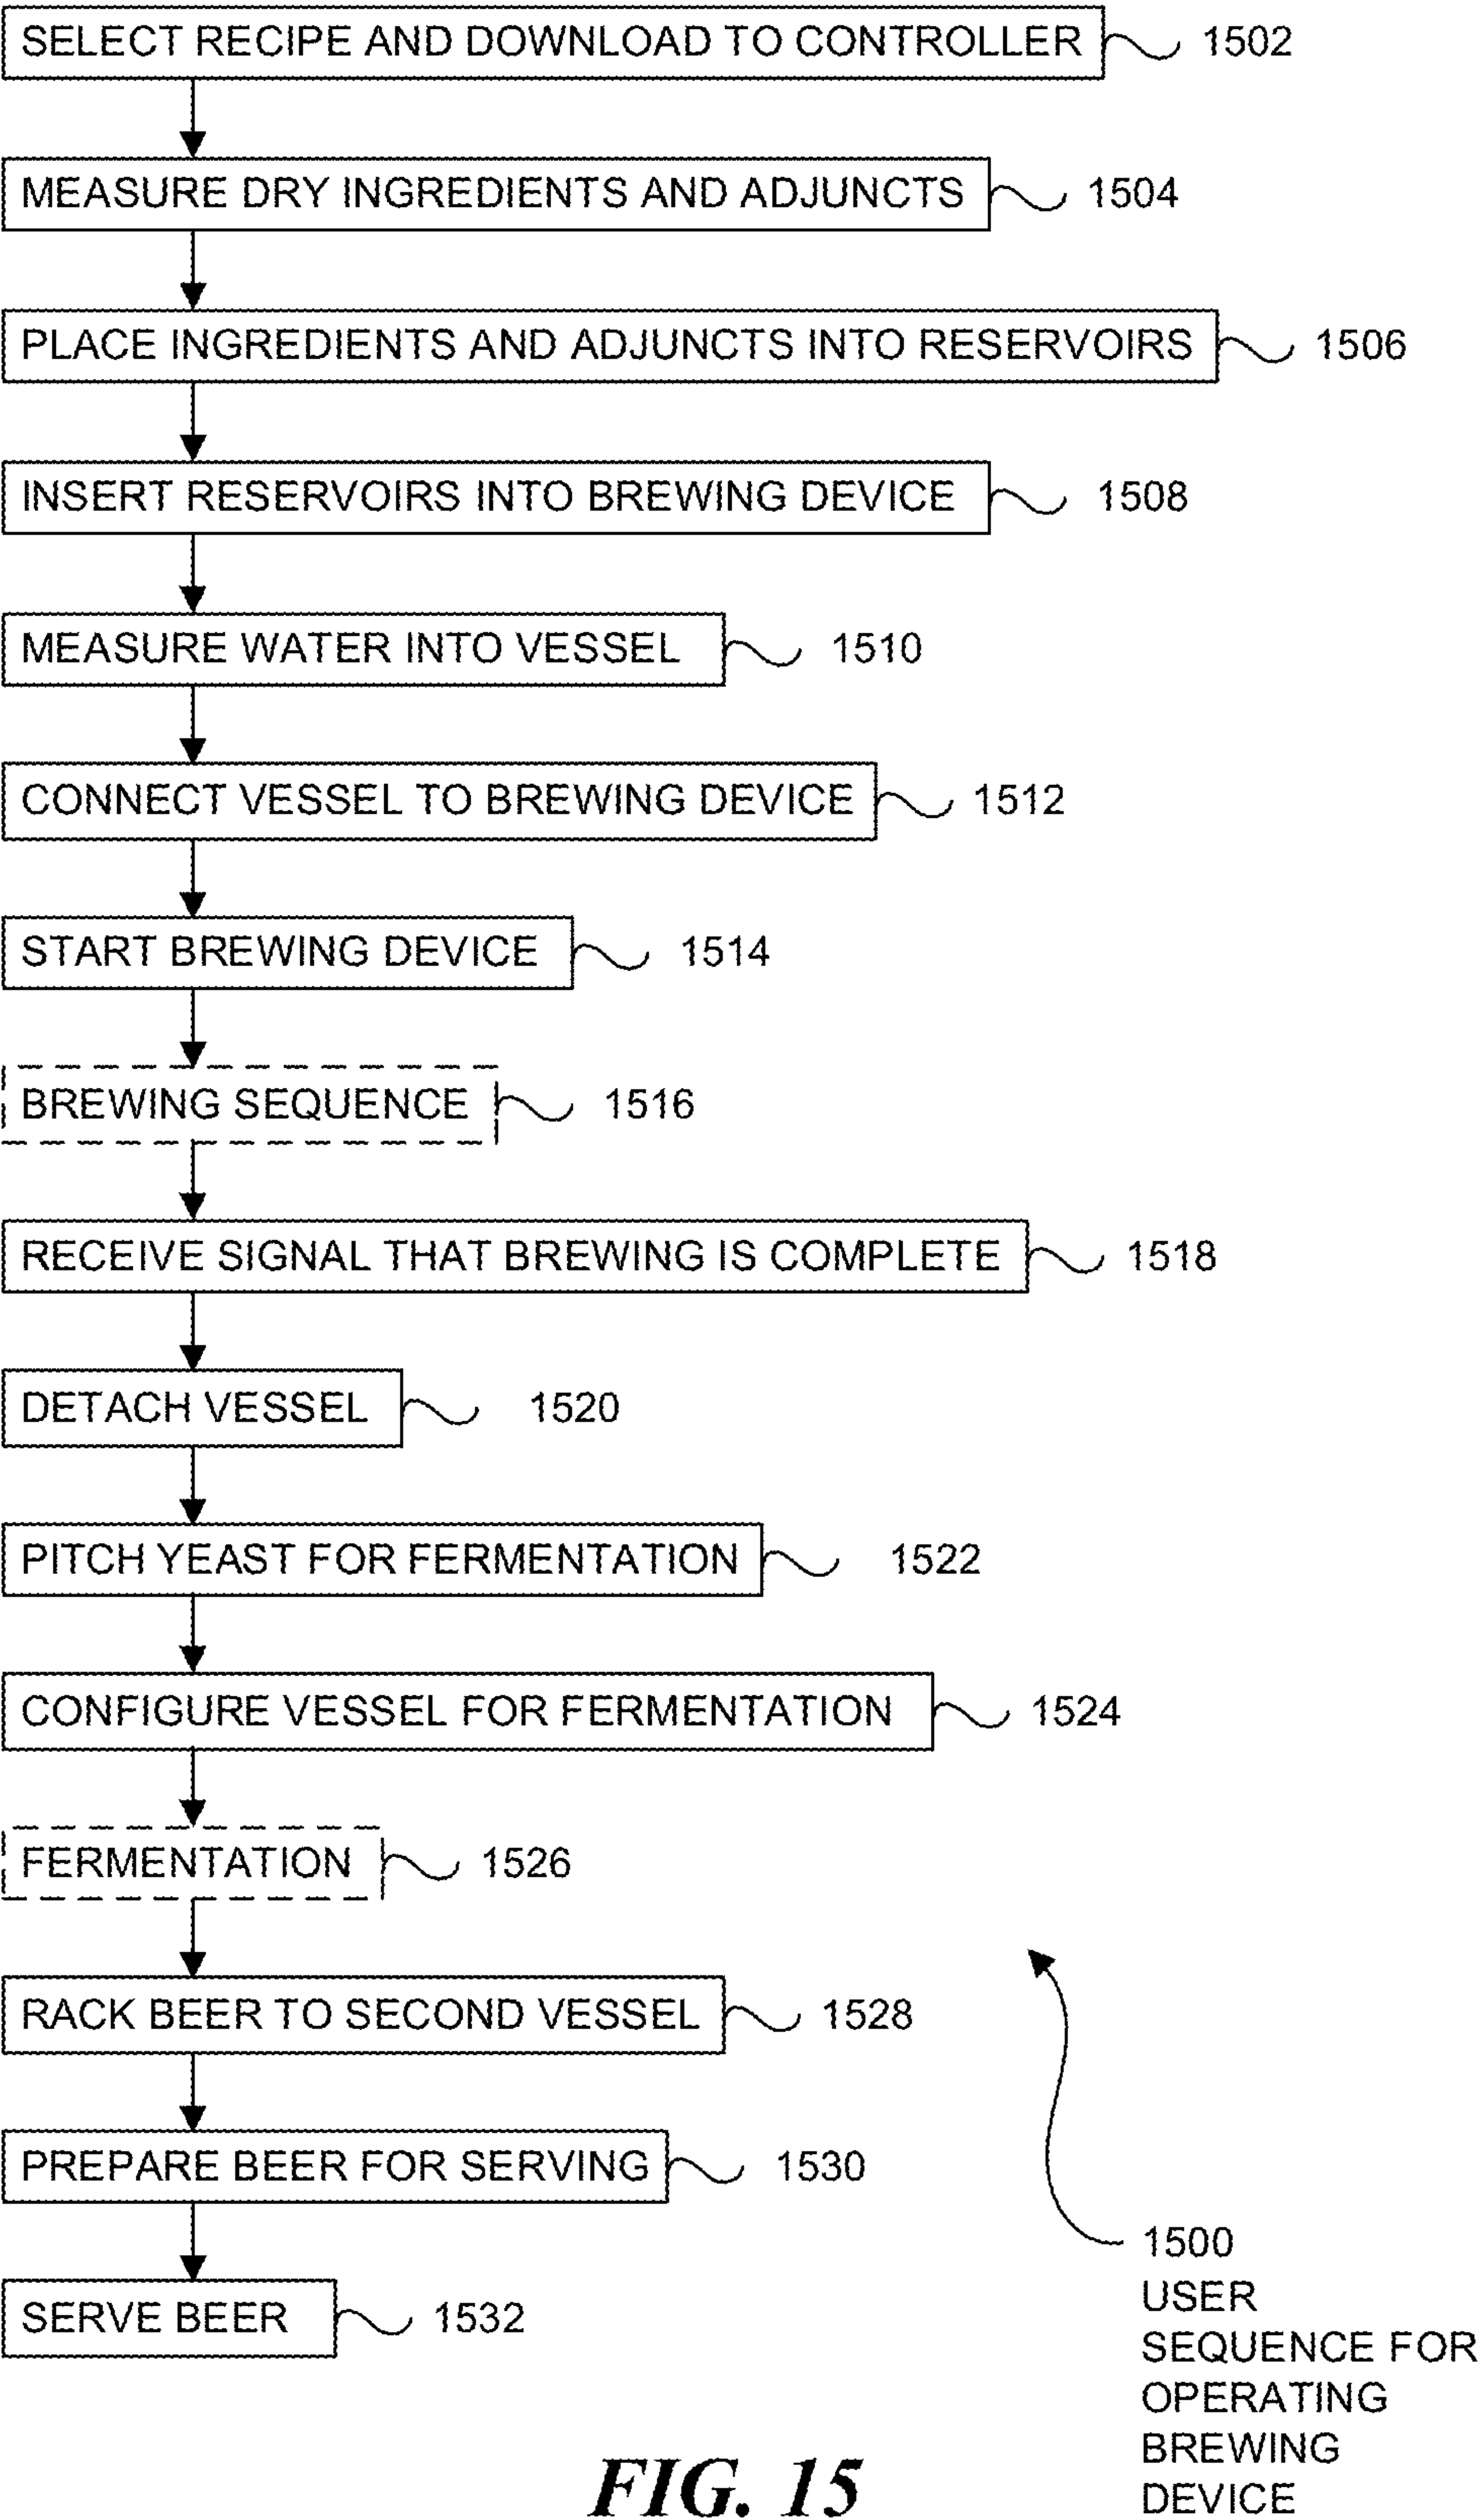 SELECT RECIPE AND DOWNLOAD TO CONTROLLER 1502
MEASURE DRY INGREDIENTS AND ADJUNCTS 1504
PLACE INGREDIENTS AND ADJUNCTS INTO RESERVOIRS 1506
INSERT RESERVOIRS INTO BREWING DEVICE 1508
MEASURE WATER INTO VESSEL 1510
CONNECT VESSEL TO BREWING DEVICE 1512
START BREWING DEVICE 1514
BREWING SEQUENCE 1516
RECEIVE SIGNAL THAT BREWING IS COMPLETE 1518
DETACH VESSEL 1520
PITCH YEAST FOR FERMENTATION 1522
CONFIGURE VESSEL FOR FERMENTATION 1524
FERMENTATION 1526
RACK BEER TO SECOND VESSEL 1528
PREPARE BEER FOR SERVING 1530
SERVE BEER 1532
1500
USER
SEQUENCE FOR
OPERATING
BREWING
DEVICE
FIG. 15